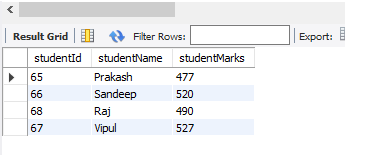 Result Grid Filter Rows: Export:
studentId studentName studentMarks
65 Prakash 477
66 Sandeep 520
68 Raj 490
67 Vipul 527